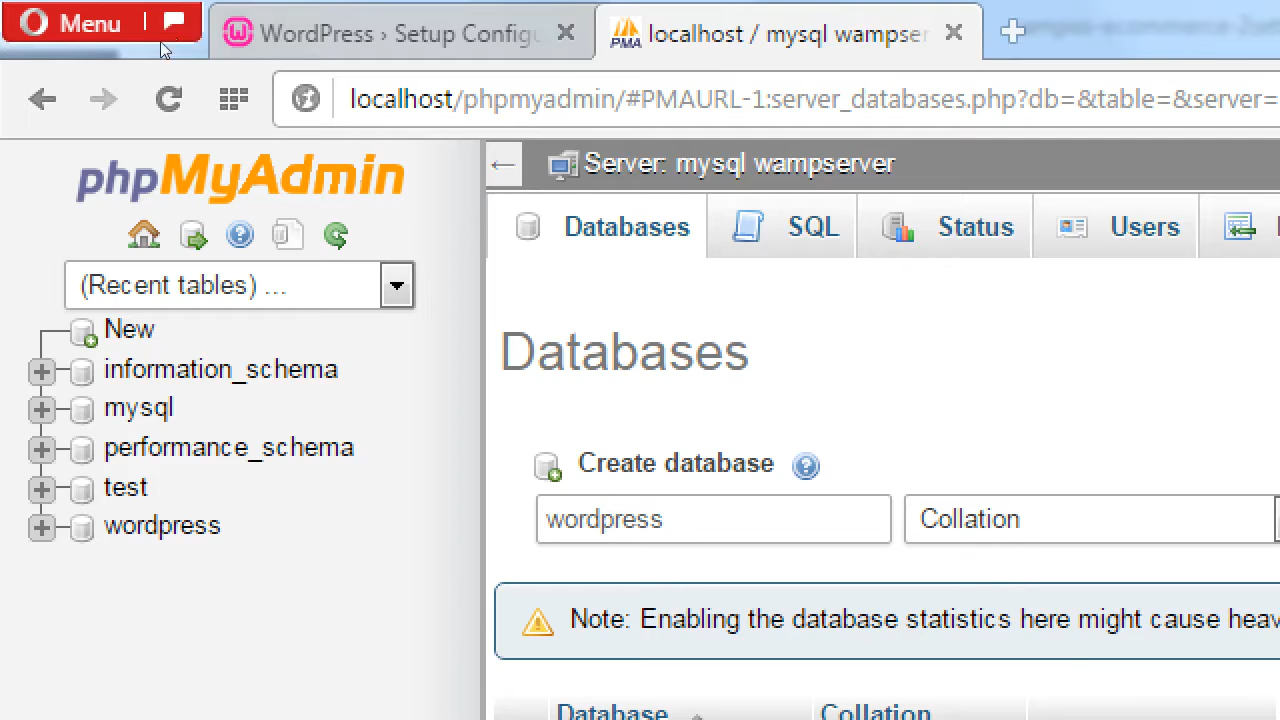 Menu
WordPress › Setup Configu
localhost / mysql wampser
localhost/phpmyadmin/#PMAURL-1:server_databases.php?db=&table=&server=
phpMyAdmin
Server: mysql wampserver
Databases
SQL
Status
Users
(Recent tables) ...
New
information_schema
mysql
performance_schema
test
wordpress
Databases
Create database
wordpress
Collation
Note: Enabling the database statistics here might cause heav
Database
Collation